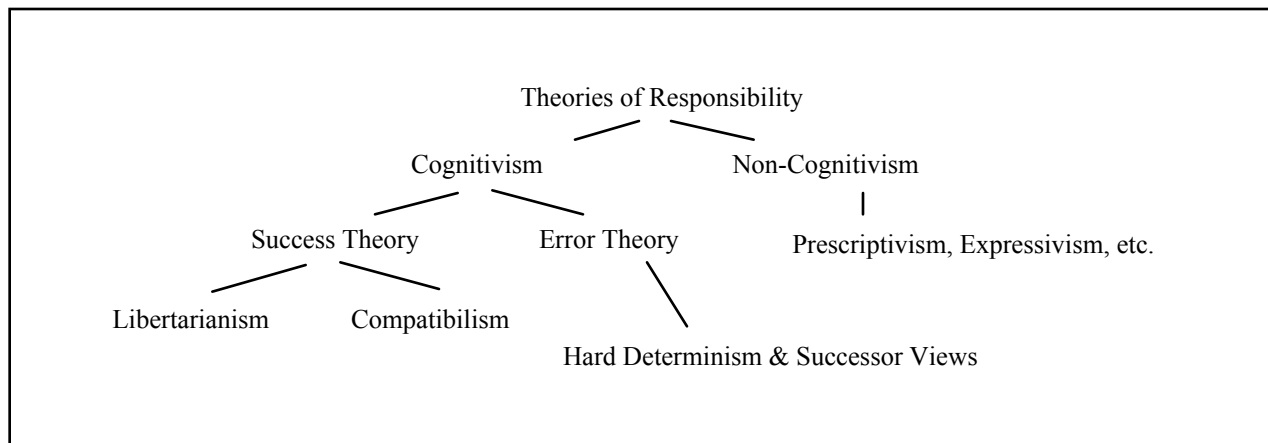 Theories of Responsibility
Cognitivism
Non-Cognitivism
Success Theory
Error Theory
Prescriptivism, Expressivism, etc.
Libertarianism
Compatibilism
Hard Determinism & Successor Views